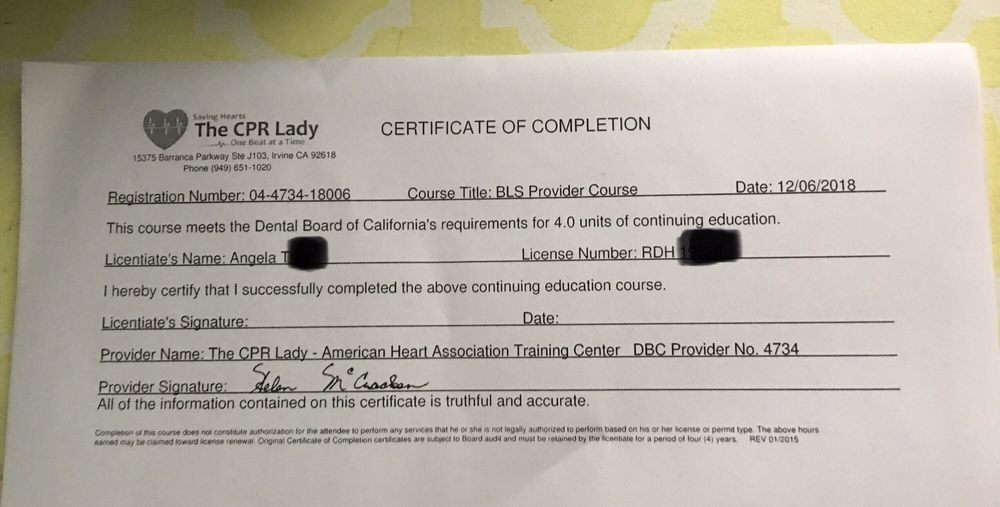 Saving Hearts
The CPR Lady
One Beat at a Time
15375 Barranca Parkway Ste J103, Irvine CA 92618
Phone (949) 651-1020
CERTIFICATE OF COMPLETION
Registration Number: 04-4734-18006 Course Title: BLS Provider Course Date: 12/06/2018
This course meets the Dental Board of California's requirements for 4.0 units of continuing education.
Licentiate's Name: Angela T License Number: RDH
I hereby certify that I successfully completed the above continuing education course.
Licentiate's Signature: Date:
Provider Name: The CPR Lady - American Heart Association Training Center DBC Provider No. 4734
Provider Signature: Helen McCracken
All of the information contained on this certificate is truthful and accurate.
Completion of this course does not constitute authorization for the attendee to perform any services that he or she is not legally authorized to perform based on his or her license or permit type. The above hours
earned may be claimed toward license renewal. Original Certificate of Completion certificates are subject to Board audit and must be retained by the licentiate for a period of four (4) years. REV 01/2015